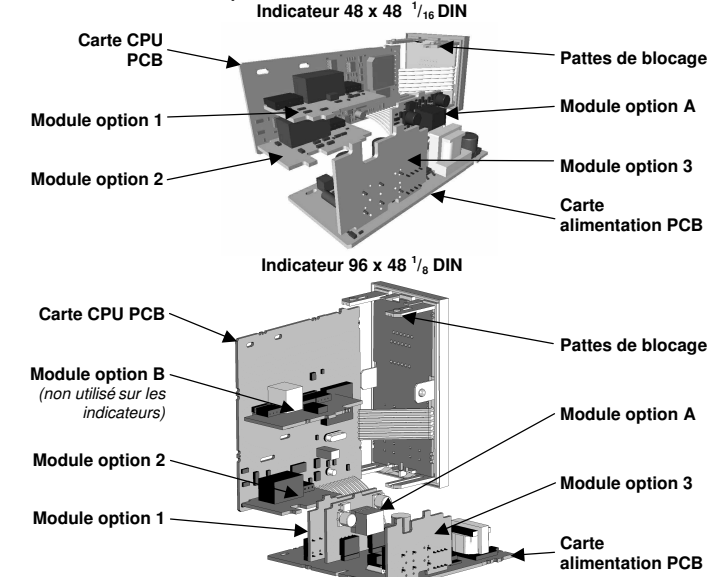 Indicateur 48 x 48 1/16 DIN
Carte CPU
PCB
Pattes de blocage
Module option 1
Module option A
Module option 2
Module option 3
Carte
alimentation PCB
Indicateur 96 x 48 1/8 DIN
Carte CPU PCB
Pattes de blocage
Module option B
(non utilisé sur les
indicateurs)
Module option A
Module option 2
Module option 3
Module option 1
Carte
alimentation PCB